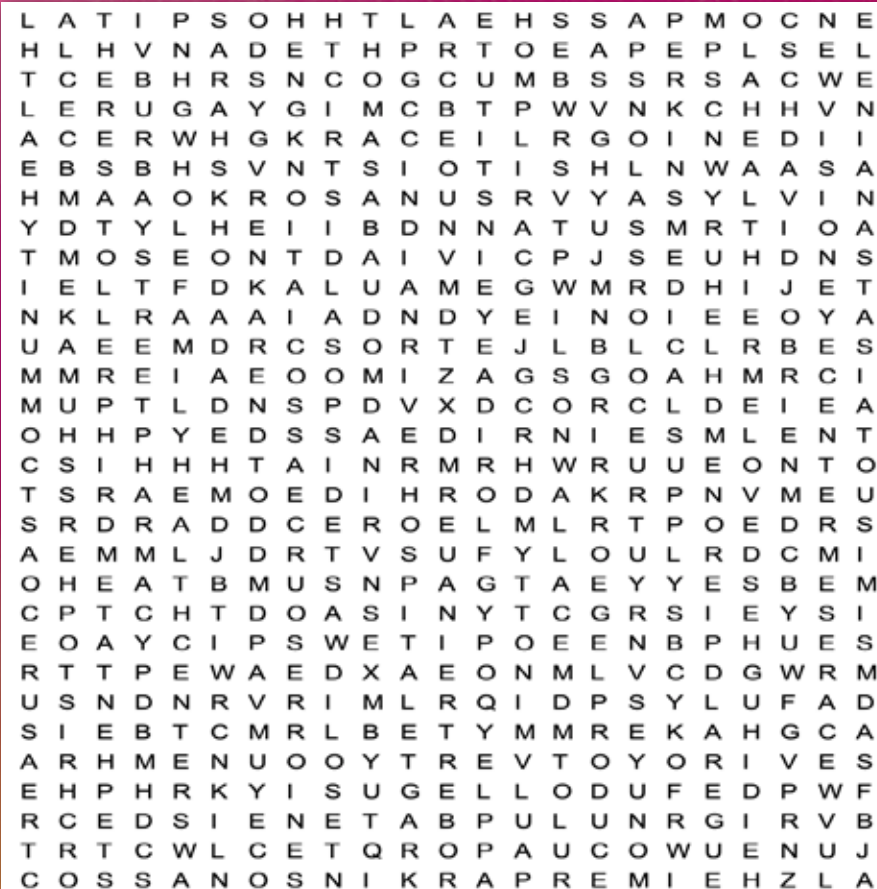 L A T I P S O H H T L A E H S S A P M O C N E
H L H V N A D E T H P R T O E A P E P L S E L
T C E B H R S N C O G C U M B S S R S A C W E
L E R U G A Y G I M C B T P W V N K C H H V N
A C E R W H G K R A C E I L R G O I N E D I I
E B S B H S V N T S I O T I S H L N W A A S A
H M A A O K R O S A N U S R V Y A S Y L V I N
Y D T Y L H E I I B D N N A T U S M R T I O A
T M O S E O N T D A I V I C P J S E U H D N S
I E L T F D K A L U A M E G W M R D H I J E T
N K L R A A A I A D N D Y E I N O I E E O Y A
U A E E M D R C S O R T E J L B L C L R B E S
M M R E I A E O O M I Z A G S G O A H M R C I
M U P T L D N S P D V X D C O R C L D E I E A
O H H P Y E D S S A E D I R N I E S M L E N T
C S I H H H T A I N R M R H W R U U E O N T O
T S R A E M O E D I H R O D A K R P N V M E U
S R D R A D D C E R O E L M L R T P O E D R S
A E M M L J D R T V S U F Y L O U L R D C M I
O H E A T B M U S N P A G T A E Y Y E S B E M
C P T C H T D O A S I N Y T C G R S I E Y S I
E O A Y C I P S W E T I P O E E N B P H U E S
R T T P E W A E D X A E O N M L V C D G W R M
U S N D N R V R I M L R Q I D P S Y L U F A D
S I E B T C M R L B E T Y M M R E K A H G C A
A R H M E N U O O Y T R E V T O Y O R I V E S
E H P H R K Y I S U G E L L O D U F E D P W F
R C E D S I E N E T A B P U L U N R G I R V B
T R T C W L C E T Q R O P A U C O W U E N U J
C O S S A N O S N I K R A P R E M I E H Z L A